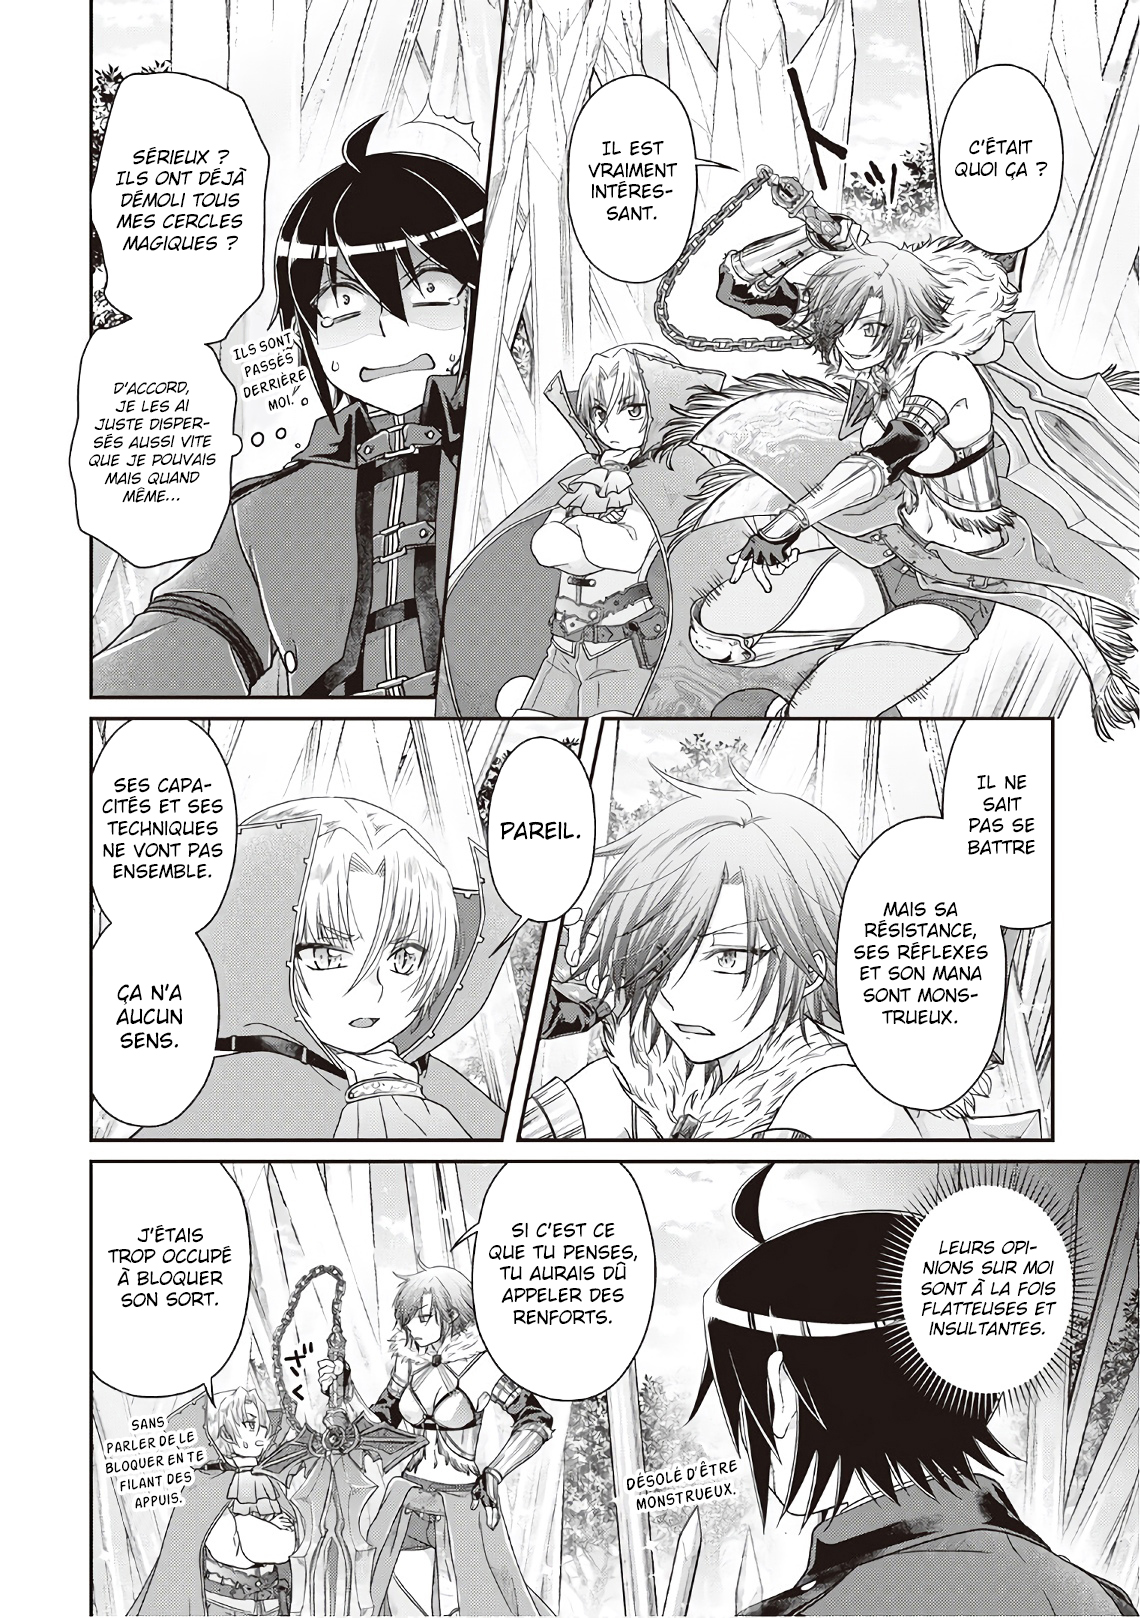 C'ÉTAIT
QUOI ÇA ?
IL EST
VRAIMENT
INTÉRES-
SANT.
ド
ガッ
SÉRIEUX ?
ILS ONT DÉJÀ
DÉMOLI TOUS
MES CERCLES
MAGIQUES ?
ILS SONT
PASSÉS
DERRIÈRE
MOI.
D'ACCORD,
JE LES AI
JUSTE DISPER-
SÉS AUSSI VITE
QUE JE POUVAIS
MAIS QUAND
MÊME...
IL NE
SAIT
PAS SE
BATTRE
MAIS SA
RÉSISTANCE,
SES RÉFLEXES
ET SON MANA
SONT MONS-
TRUEUX.
PAREIL.
SES CAPA-
CITÉS ET SES
TECHNIQUES
NE VONT PAS
ENSEMBLE.
ÇA N'A
AUCUN
SENS.
LEURS OPI-
NIONS SUR MOI
SONT À LA FOIS
FLATTEUSES ET
INSULTANTES.
DÉSOLÉ D'ÊTRE
MONSTRUEUX.
SI C'EST CE
QUE TU PENSES,
TU AURAIS DÛ
APPELER DES
RENFORTS.
ボく
J'ÉTAIS
TROP OCCUPÉ
À BLOQUER
SON SORT.
SANS
PARLER DE LE
BLOQUER EN TE
FILANT DES
APPUIS.